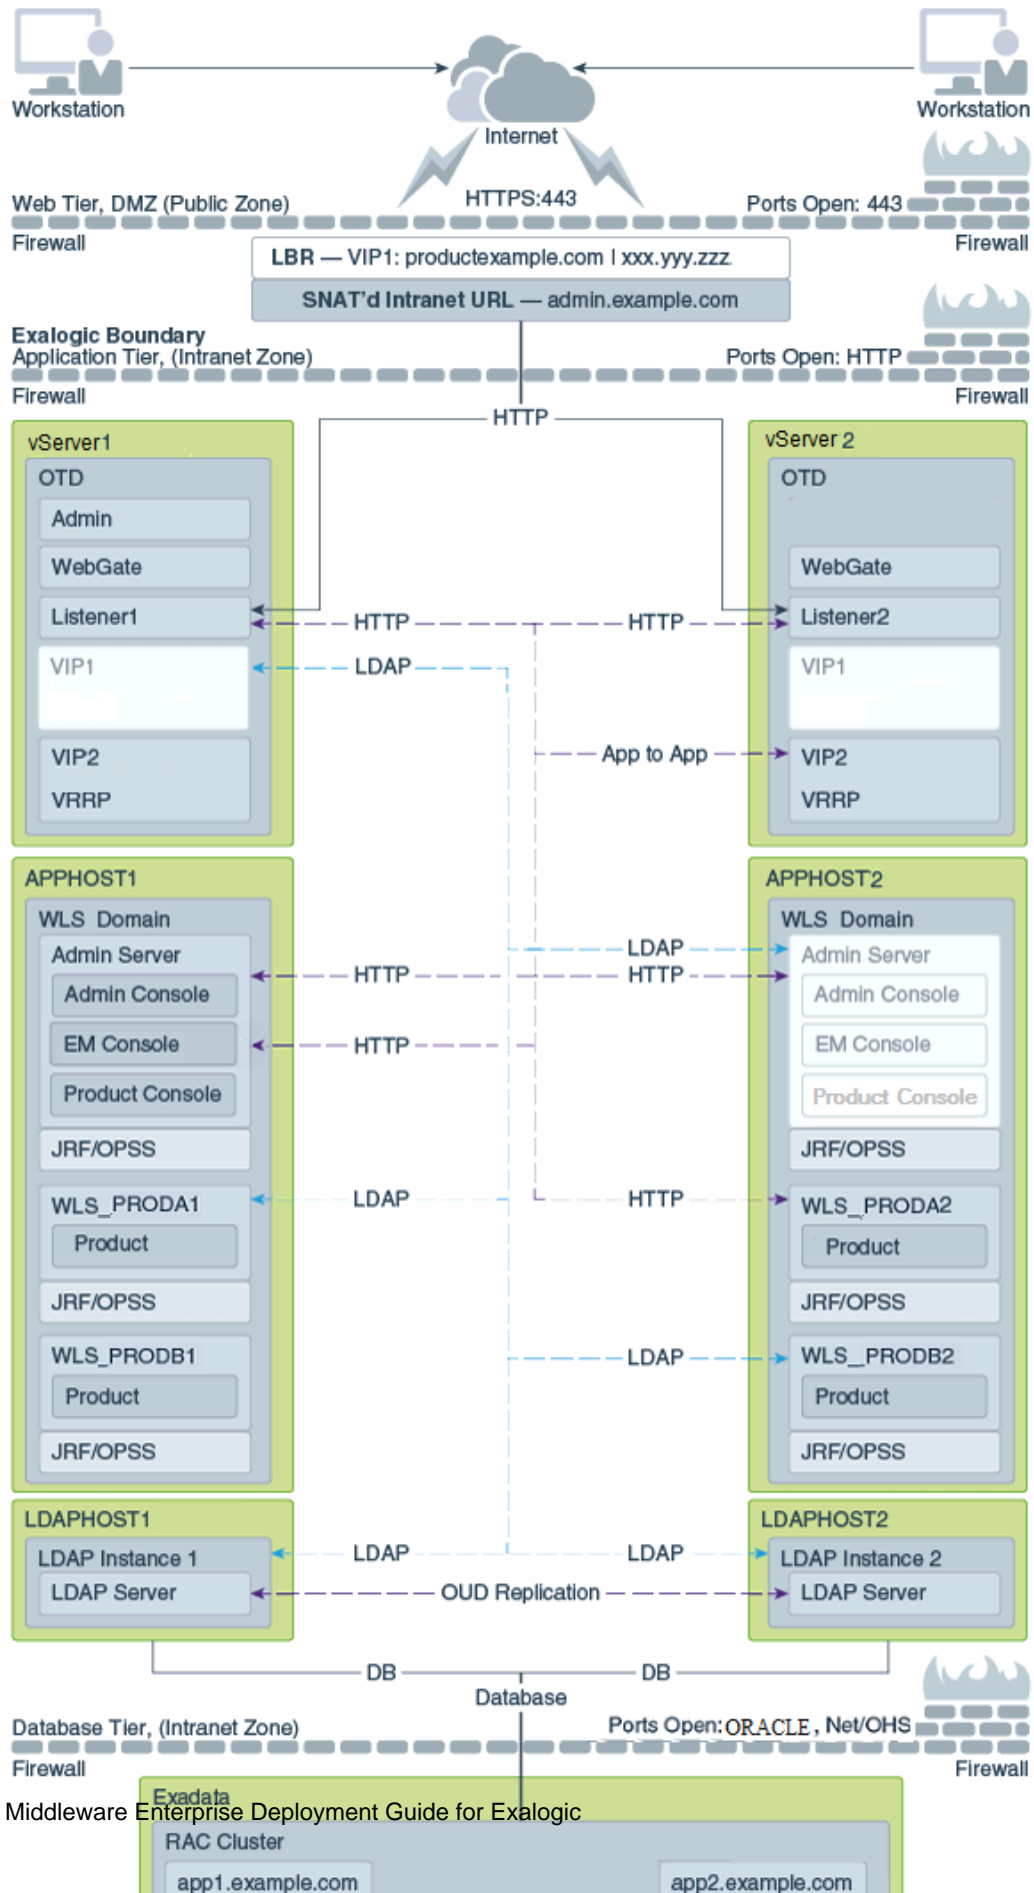 Workstation
Workstation
Internet
HTTPS:443
Web Tier, DMZ (Public Zone)
Ports Open: 443
Firewall
Firewall
LBR — VIP1: productexample.com | xxx.yyy.zzz
SNAT'd Intranet URL — admin.example.com
Exalogic Boundary
Application Tier, (Intranet Zone)
Ports Open: HTTP
Firewall
Firewall
HTTP
vServer1
OTD
Admin
WebGate
Listener1
VIP1
VIP2
VRRP
vServer 2
OTD
WebGate
Listener2
VIP1
VIP2
VRRP
HTTP
HTTP
LDAP
App to App
APPHOST1
WLS Domain
Admin Server
Admin Console
EM Console
Product Console
JRF/OPSS
WLS_PRODA1
Product
JRF/OPSS
WLS_PRODB1
Product
JRF/OPSS
APPHOST2
WLS Domain
Admin Server
Admin Console
EM Console
Product Console
JRF/OPSS
WLS_PRODA2
Product
JRF/OPSS
WLS_PRODB2
Product
JRF/OPSS
LDAP
HTTP
HTTP
HTTP
LDAP
HTTP
LDAP
LDAPHOST1
LDAP Instance 1
LDAP Server
LDAPHOST2
LDAP Instance 2
LDAP Server
LDAP
LDAP
OUD Replication
DB
DB
Database
Database Tier, (Intranet Zone)
Ports Open: ORACLE, Net/OHS
Firewall
Firewall
Exadata
Middleware Enterprise Deployment Guide for Exalogic
RAC Cluster
app1.example.com
app2.example.com